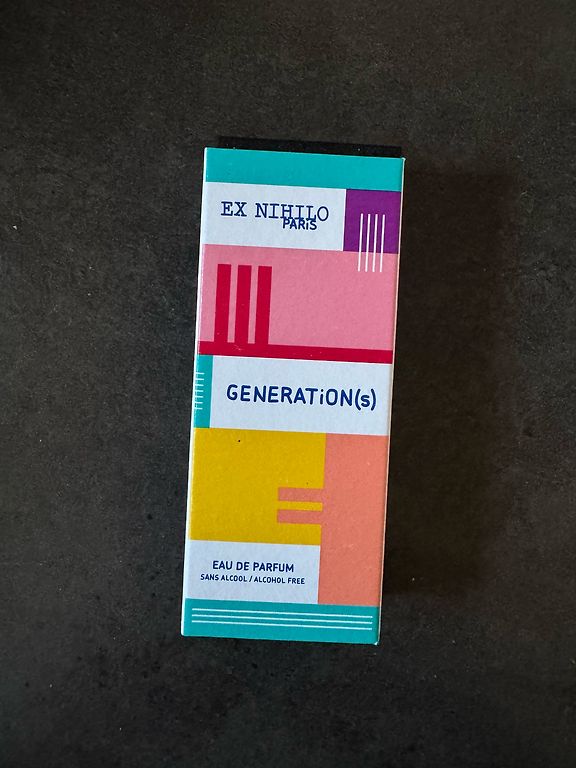 EX NIHILO
PARiS
GENERATiON(s)
EAU DE PARFUM
SANS ALCOOL / ALCOHOL FREE